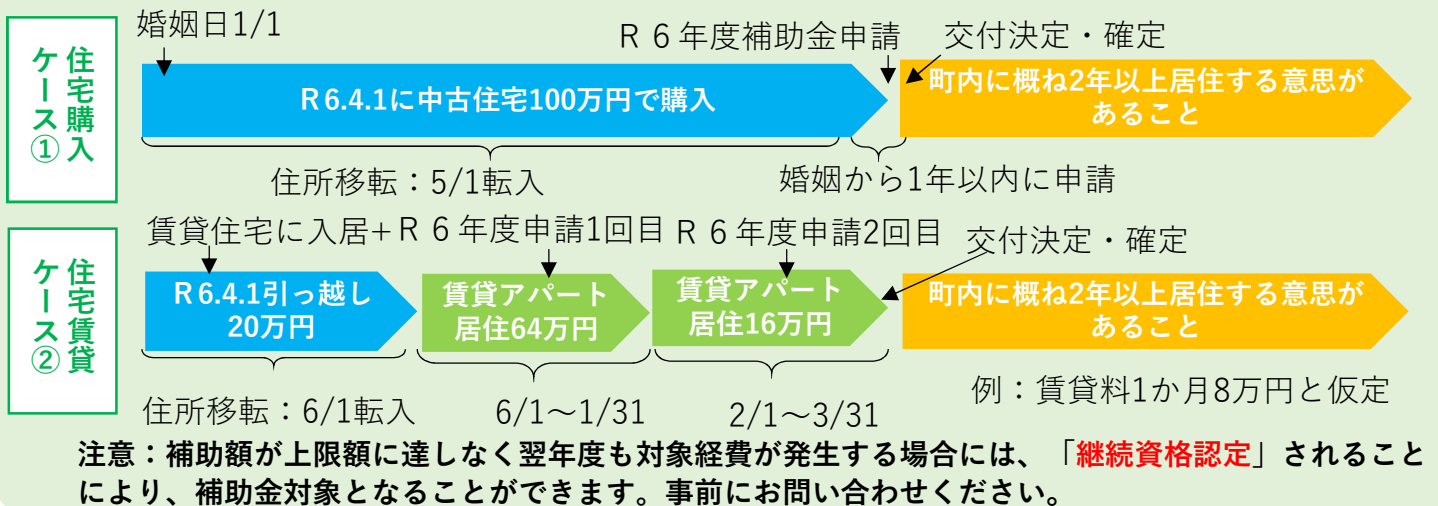 住宅購入
ケース①
婚姻日1/1
Ｒ６年度補助金申請
交付決定・確定
Ｒ6.4.1に中古住宅100万円で購入
町内に概ね2年以上居住する意思が
あること
住所移転：5/1転入
婚姻から1年以内に申請
住宅賃貸
ケース②
賃貸住宅に入居+Ｒ６年度申請1回目
Ｒ６年度申請2回目
交付決定・確定
Ｒ6.4.1引っ越し
20万円
賃貸アパート
居住64万円
賃貸アパート
居住16万円
町内に概ね2年以上居住する意思が
あること
住所移転：6/1転入
6/1～1/31
2/1～3/31
例：賃貸料1か月8万円と仮定
注意：補助額が上限額に達しなく翌年度も対象経費が発生する場合には、「継続資格認定」されること
により、補助金対象となることができます。事前にお問い合わせください。